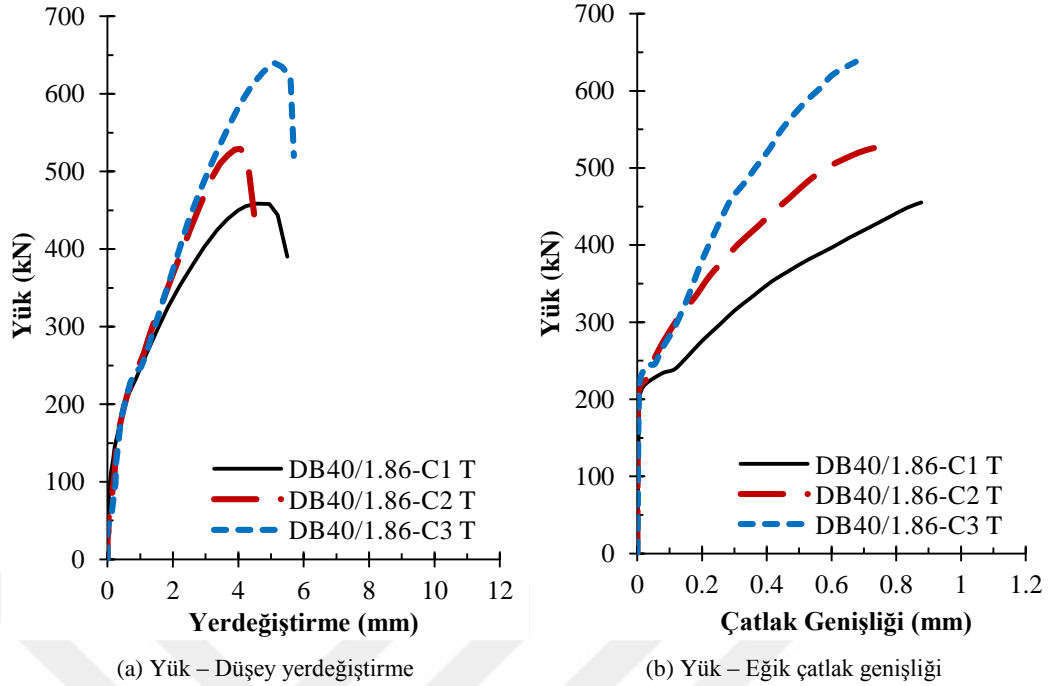 700
600
500
400
300
200
100
0
Yük (kN)
DB40/1.86-C1 T
DB40/1.86-C2 T
DB40/1.86-C3 T
0 2 4 6 8 10 12
Yerdeğiştirme (mm)
(a) Yük – Düşey yerdeğiştirme
700
600
500
400
300
200
100
0
Yük (kN)
DB40/1.86-C1 T
DB40/1.86-C2 T
DB40/1.86-C3 T
0 0.2 0.4 0.6 0.8 1 1.2
Çatlak Genişliği (mm)
(b) Yük – Eğik çatlak genişliği